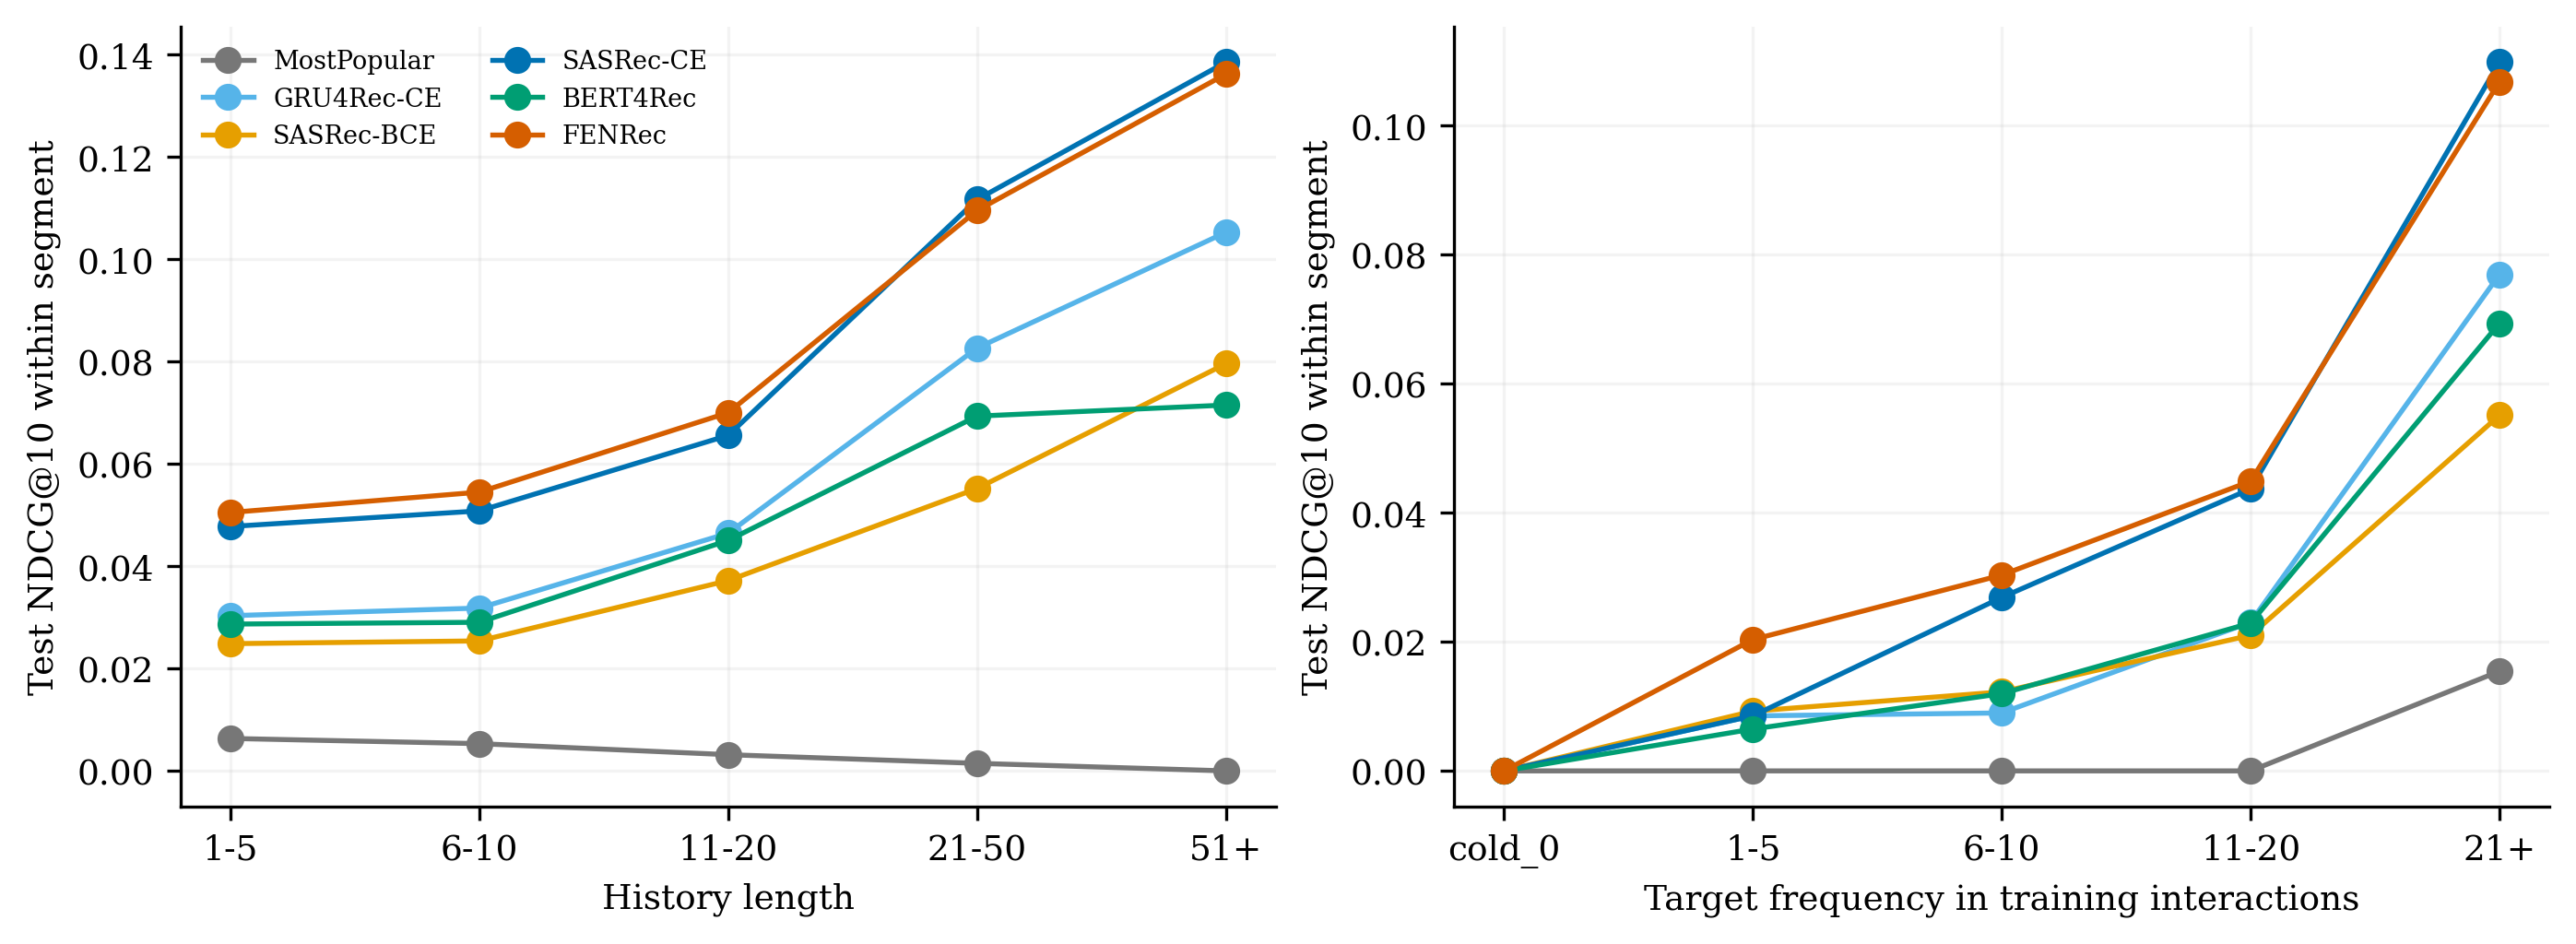 MostPopular
GRU4Rec-CE
SASRec-BCE
SASRec-CE
BERT4Rec
FENRec
Test NDCG@10 within segment
0.14
0.12
0.10
0.08
0.06
0.04
0.02
0.00
1-5 6-10 11-20 21-50 51+
History length
Test NDCG@10 within segment
0.10
0.08
0.06
0.04
0.02
0.00
cold_0 1-5 6-10 11-20 21+
Target frequency in training interactions